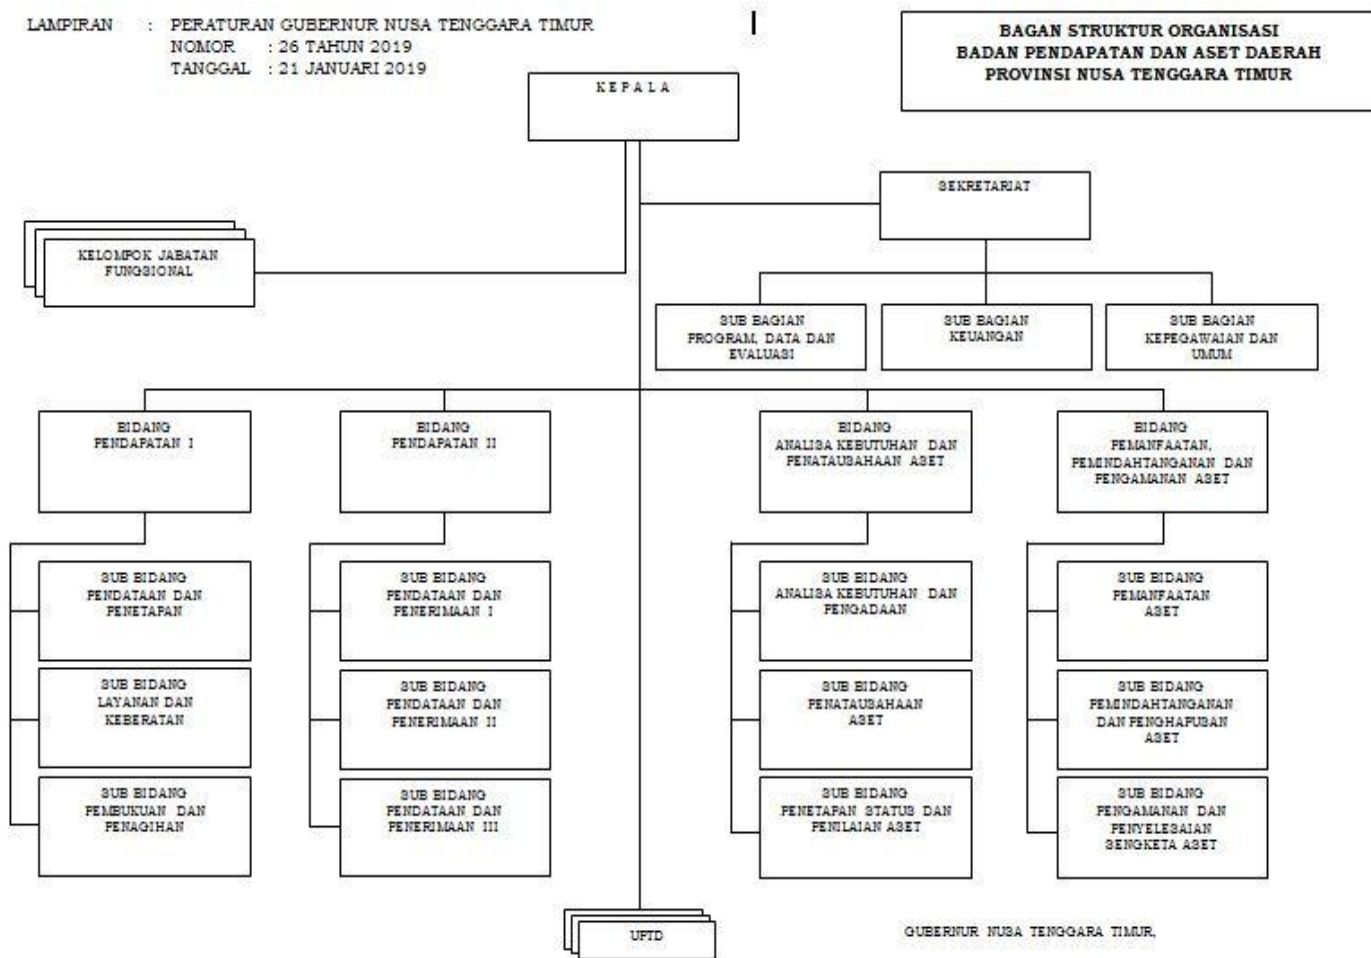 LAMPIRAN : PERATURAN GUBERNUR NUSA TENGGARA TIMUR
NOMOR : 26 TAHUN 2019
TANGGAL : 21 JANUARI 2019
BAGAN STRUKTUR ORGANISASI
BADAN PENDAPATAN DAN ASET DAERAH
PROVINSI NUSA TENGGARA TIMUR
K E P A L A
SEKRETARIAT
KELOMPOK JABATAN
FUNGSIONAL
SUB BAGIAN
PROGRAM, DATA DAN
EVALUASI
SUB BAGIAN
KEUANGAN
SUB BAGIAN
KEPEGAWAIAN DAN
UMUM
BIDANG
PENDAPATAN I
BIDANG
PENDAPATAN II
BIDANG
ANALISA KEBUTUHAN DAN
PENATAUSAHAAN ASET
BIDANG
PEMANFAATAN,
PEMINDAHTANGANAN DAN
PENGAMANAN ASET
SUB BIDANG
PENDATAAN DAN
PENETAPAN
SUB BIDANG
PENDATAAN DAN
PENERIMAAN I
SUB BIDANG
ANALISA KEBUTUHAN DAN
PENGADAAN
SUB BIDANG
PEMANFAATAN
ASET
SUB BIDANG
LAYANAN DAN
KEBERATAN
SUB BIDANG
PENDATAAN DAN
PENERIMAAN II
SUB BIDANG
PENATAUSAHAAN
ASET
SUB BIDANG
PEMINDAHTANGANAN
DAN PENGHAPUSAN
ASET
SUB BIDANG
PEMBUKUAN DAN
PENAGIHAN
SUB BIDANG
PENDATAAN DAN
PENERIMAAN III
SUB BIDANG
PENETAPAN STATUS DAN
PENILAIAN ASET
SUB BIDANG
PENGAMANAN DAN
PENYELESAIAN
SENGKETA ASET
UPTD
GUBERNUR NUSA TENGGARA TIMUR,